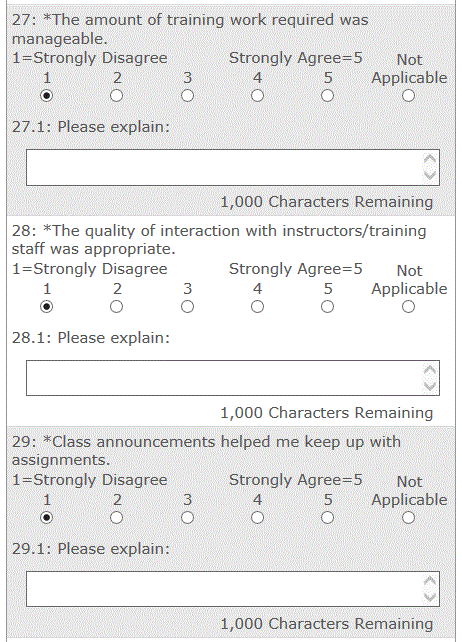 27: *The amount of training work required was
manageable.
1=Strongly Disagree Strongly Agree=5 Not
1 2 3 4 5 Applicable
27.1: Please explain:
1,000 Characters Remaining
28: *The quality of interaction with instructors/training
staff was appropriate.
1=Strongly Disagree Strongly Agree=5 Not
1 2 3 4 5 Applicable
28.1: Please explain:
1,000 Characters Remaining
29: *Class announcements helped me keep up with
assignments.
1=Strongly Disagree Strongly Agree=5 Not
1 2 3 4 5 Applicable
29.1: Please explain:
1,000 Characters Remaining